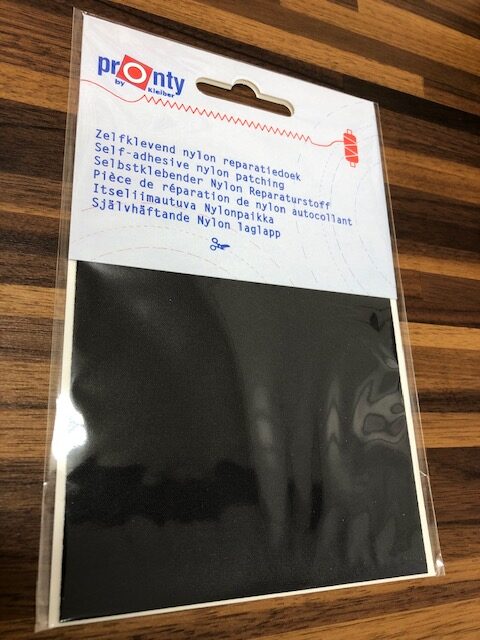 pronty
by Kleiber
Zelfklevend nylon reparatiedoek
Self-adhesive nylon patching
Selbstklebender Nylon Reparaturstoff
Pièce de réparation de nylon autocollant
Itseliimautuva Nylonpaikka
Självhäftande Nylon laglapp